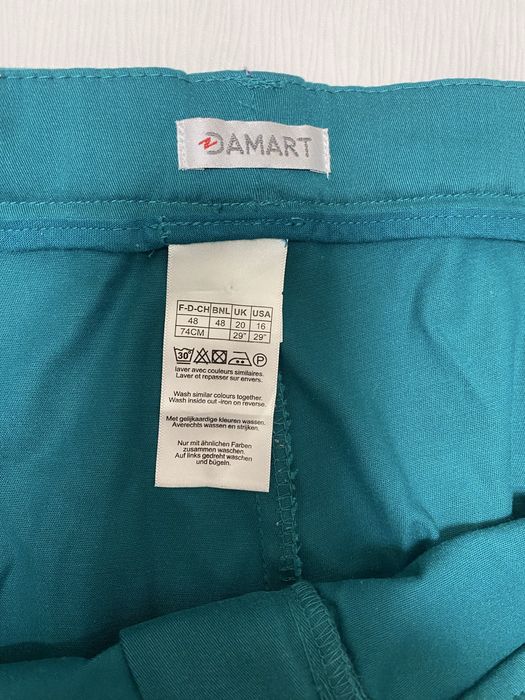 DAMART
F-D-CH BNL UK USA
48 48 20 16
74CM 29" 29"
30° P
laver avec couleurs similaires.
Laver et repasser sur envers.
Wash similar colours together.
Wash inside cut -iron on reverse.
Met gelijkaardige kleuren wassen.
Averechts wassen en strijken.
Nur mit ähnlichen Farben
zusammen waschen
Auf links gedreht waschen
und bügeln.